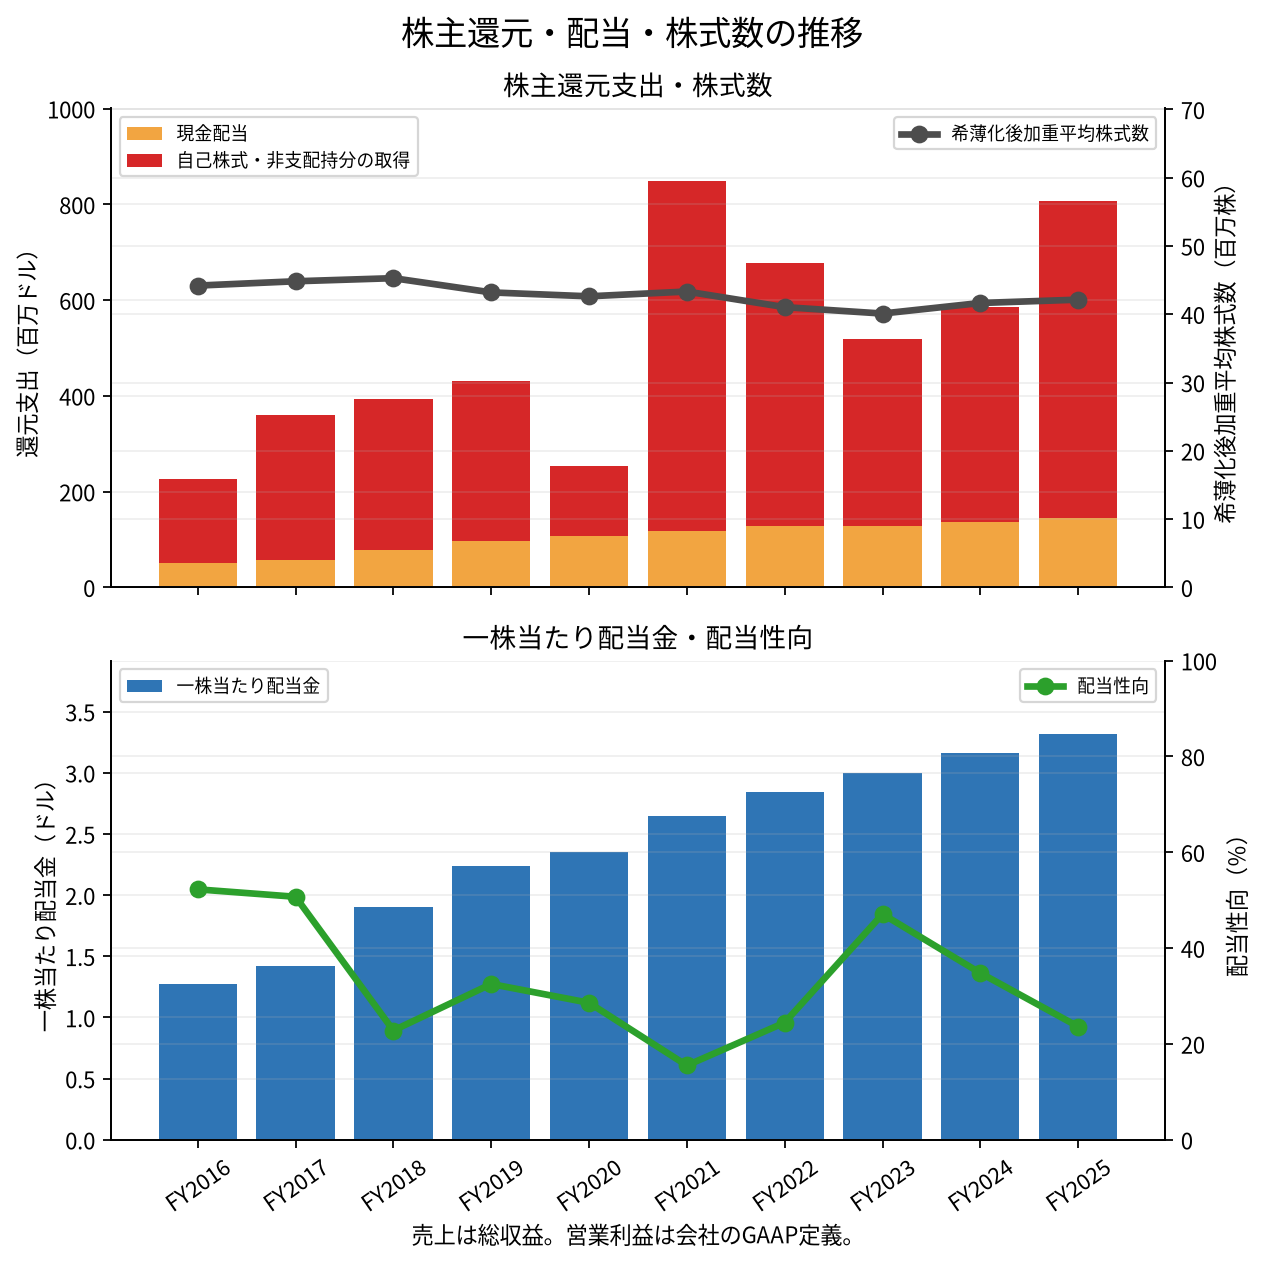 株主還元・配当・株式数の推移
株主還元支出・株式数
現金配当
自己株式・非支配持分の取得
希薄化後加重平均株式数
還元支出（百万ドル）
1000
800
600
400
200
0
70
60
50
40
30
20
10
0
希薄化後加重平均株式数（百万株）
一株当たり配当金・配当性向
一株当たり配当金
配当性向
一株当たり配当金（ドル）
3.5
3.0
2.5
2.0
1.5
1.0
0.5
0.0
100
80
60
40
20
0
配当性向（%）
FY2016
FY2017
FY2018
FY2019
FY2020
FY2021
FY2022
FY2023
FY2024
FY2025
売上は総収益。営業利益は会社のGAAP定義。